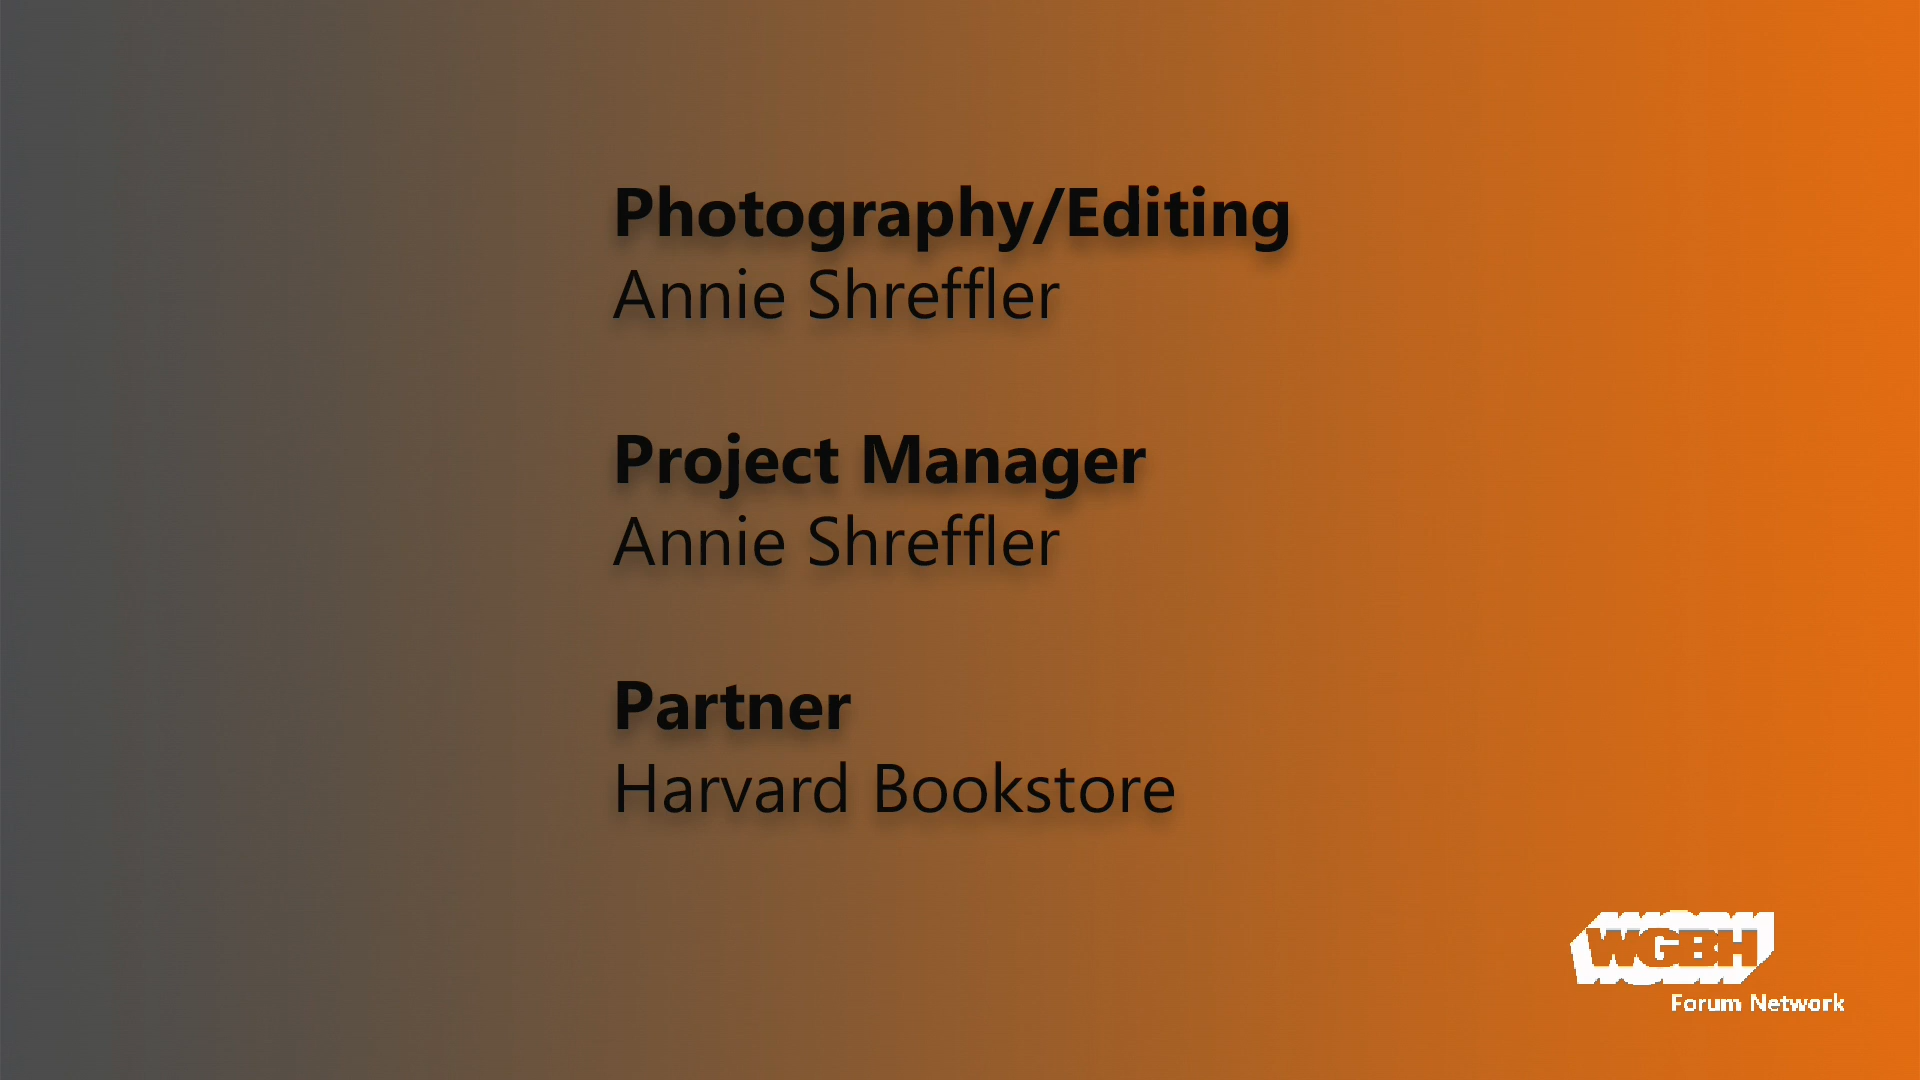 Photography/Editing
Annie Shreffler
Project Manager
Annie Shreffler
Partner
Harvard Bookstore
WGBH
Forum Network